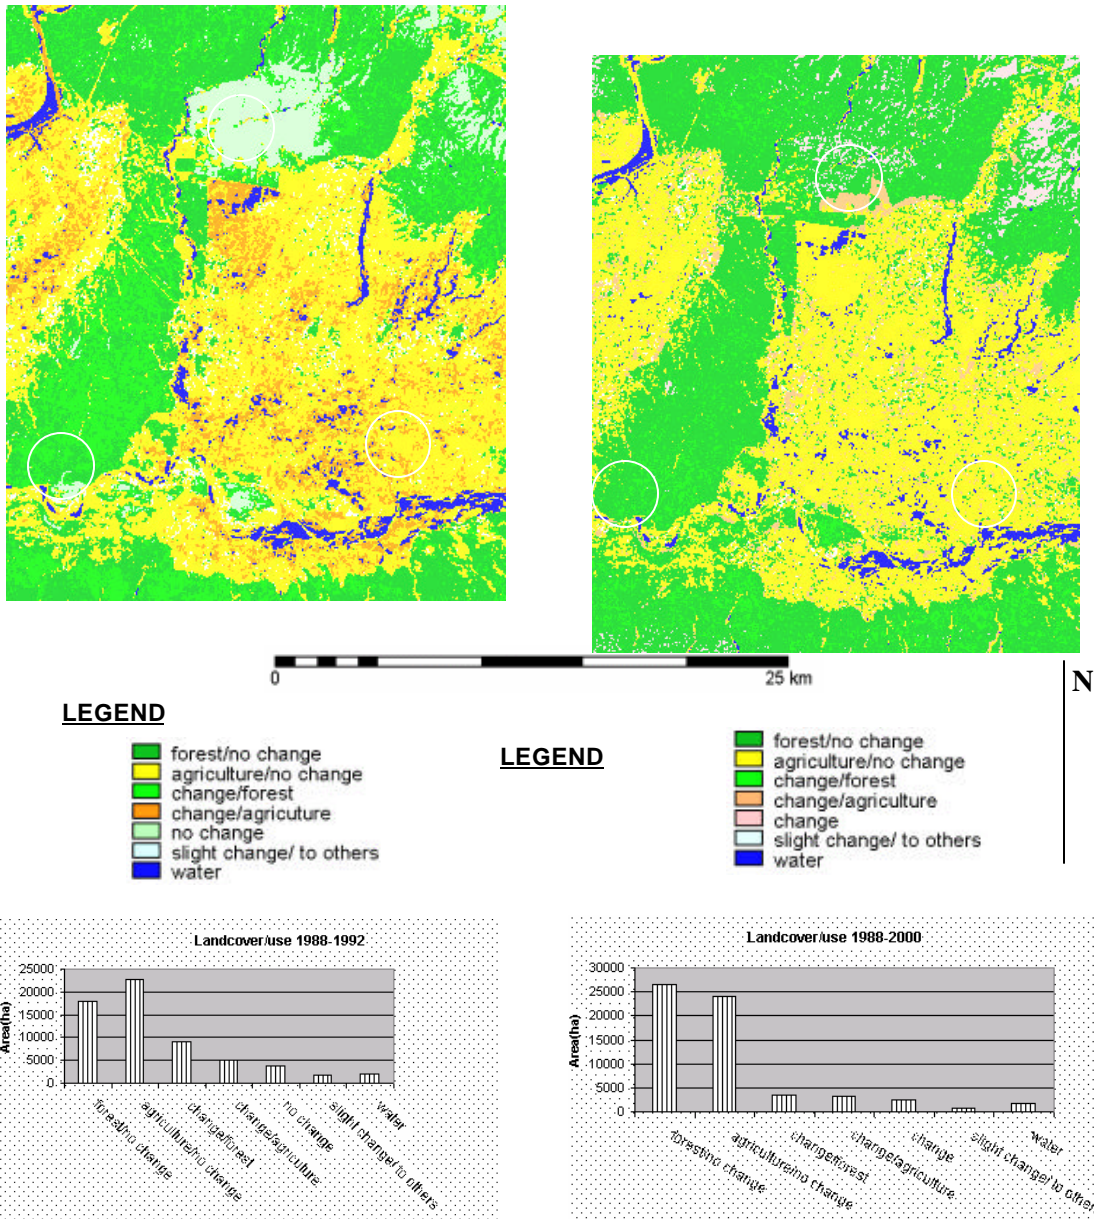 0
25 km
N
LEGEND
forest/no change
agriculture/no change
change/forest
change/agricuture
no change
slight change/ to others
water
LEGEND
forest/no change
agriculture/no change
change/forest
change/agriculture
change
slight change/ to others
water
Landcover/use 1988-1992
Area(ha)
25000
20000
15000
10000
5000
0
forest/no change
agriculture/no change
change/forest
change/agriculture
no change
slight change/ to others
water
Landcover/use 1988-2000
Area(ha)
30000
25000
20000
15000
10000
5000
0
forest/no change
agriculture/no change
change/forest
change/agriculture
change
slight change/ to others
water